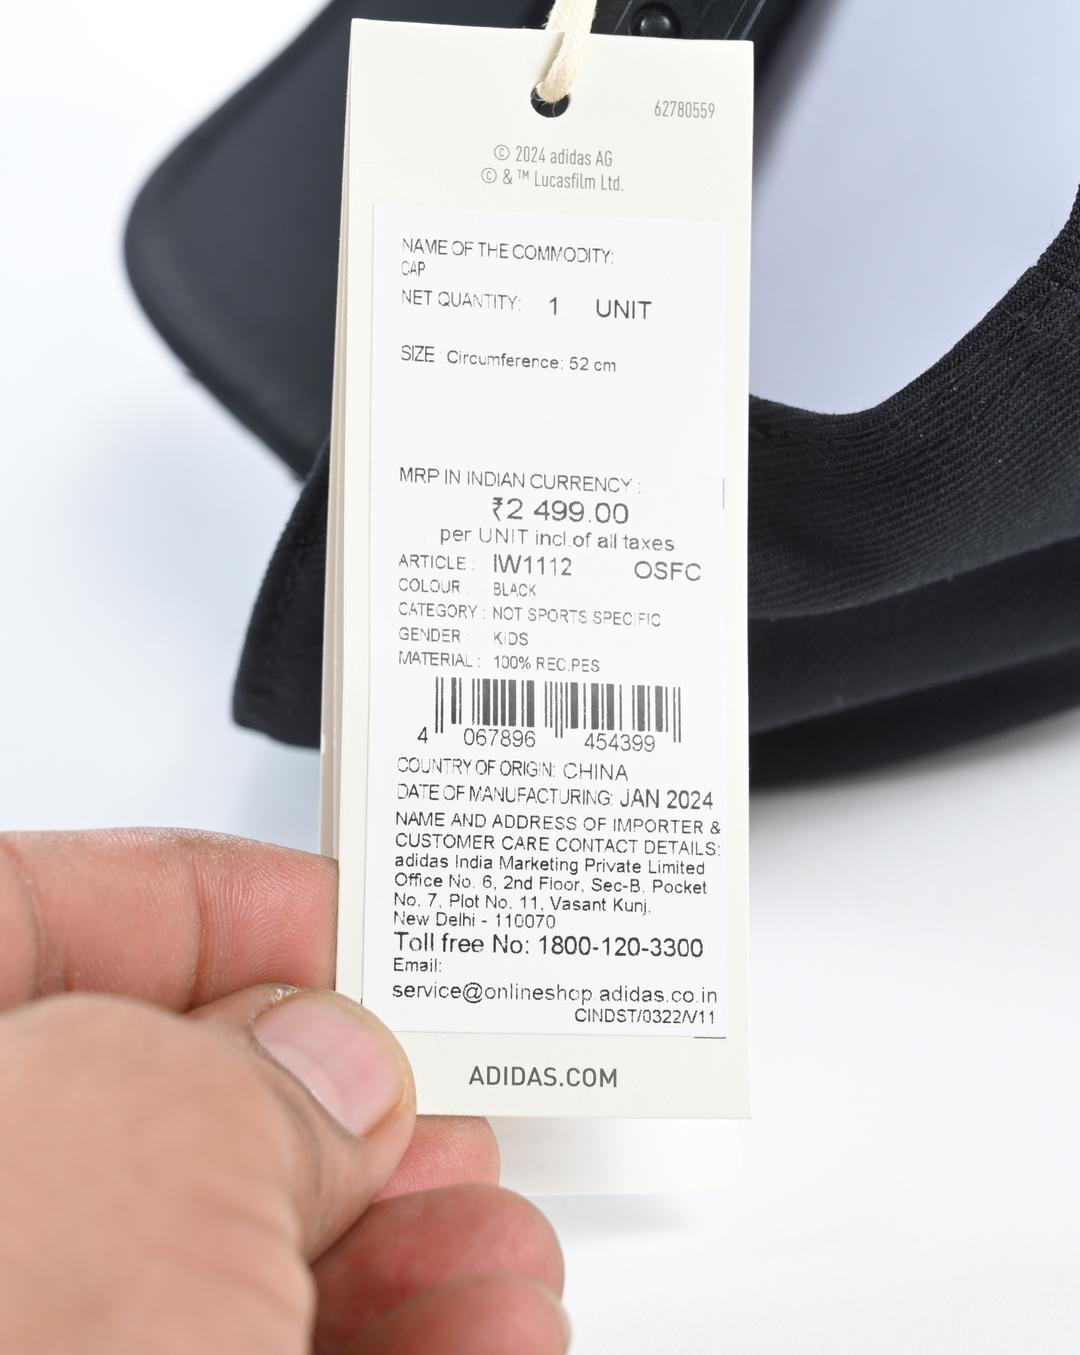 62780559
© 2024 adidas AG
© & ™ Lucasfilm Ltd.
NAME OF THE COMMODITY:
CAP
NET QUANTITY: 1 UNIT
SIZE : Circumference: 52 cm
MRP IN INDIAN CURRENCY :
₹2 499.00
per UNIT incl.of all taxes
ARTICLE : IW1112 OSFC
COLOUR : BLACK
CATEGORY : NOT SPORTS SPECIFIC
GENDER : KIDS
MATERIAL : 100% REC.PES
4 067896 454399
COUNTRY OF ORIGIN: CHINA
DATE OF MANUFACTURING: JAN 2024
NAME AND ADDRESS OF IMPORTER &
CUSTOMER CARE CONTACT DETAILS:
adidas India Marketing Private Limited
Office No. 6, 2nd Floor, Sec-B, Pocket
No. 7, Plot No. 11, Vasant Kunj,
New Delhi - 110070
Toll free No: 1800-120-3300
Email:
service@onlineshop.adidas.co.in
CINDST/0322/V11
ADIDAS.COM